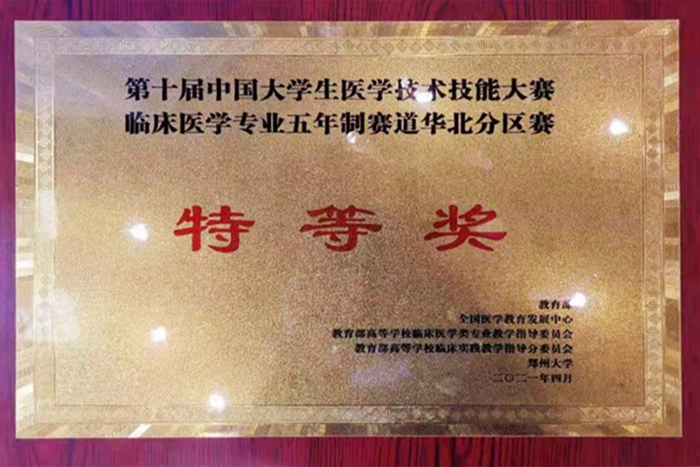 第十届中国大学生医学技术技能大赛
临床医学专业五年制赛道华北分区赛
特等奖
教育部
全国医学教育发展中心
教育部高等学校临床医学类专业教学指导委员会
教育部高等学校临床实践教学指导分委员会
郑州大学
二〇二一年四月